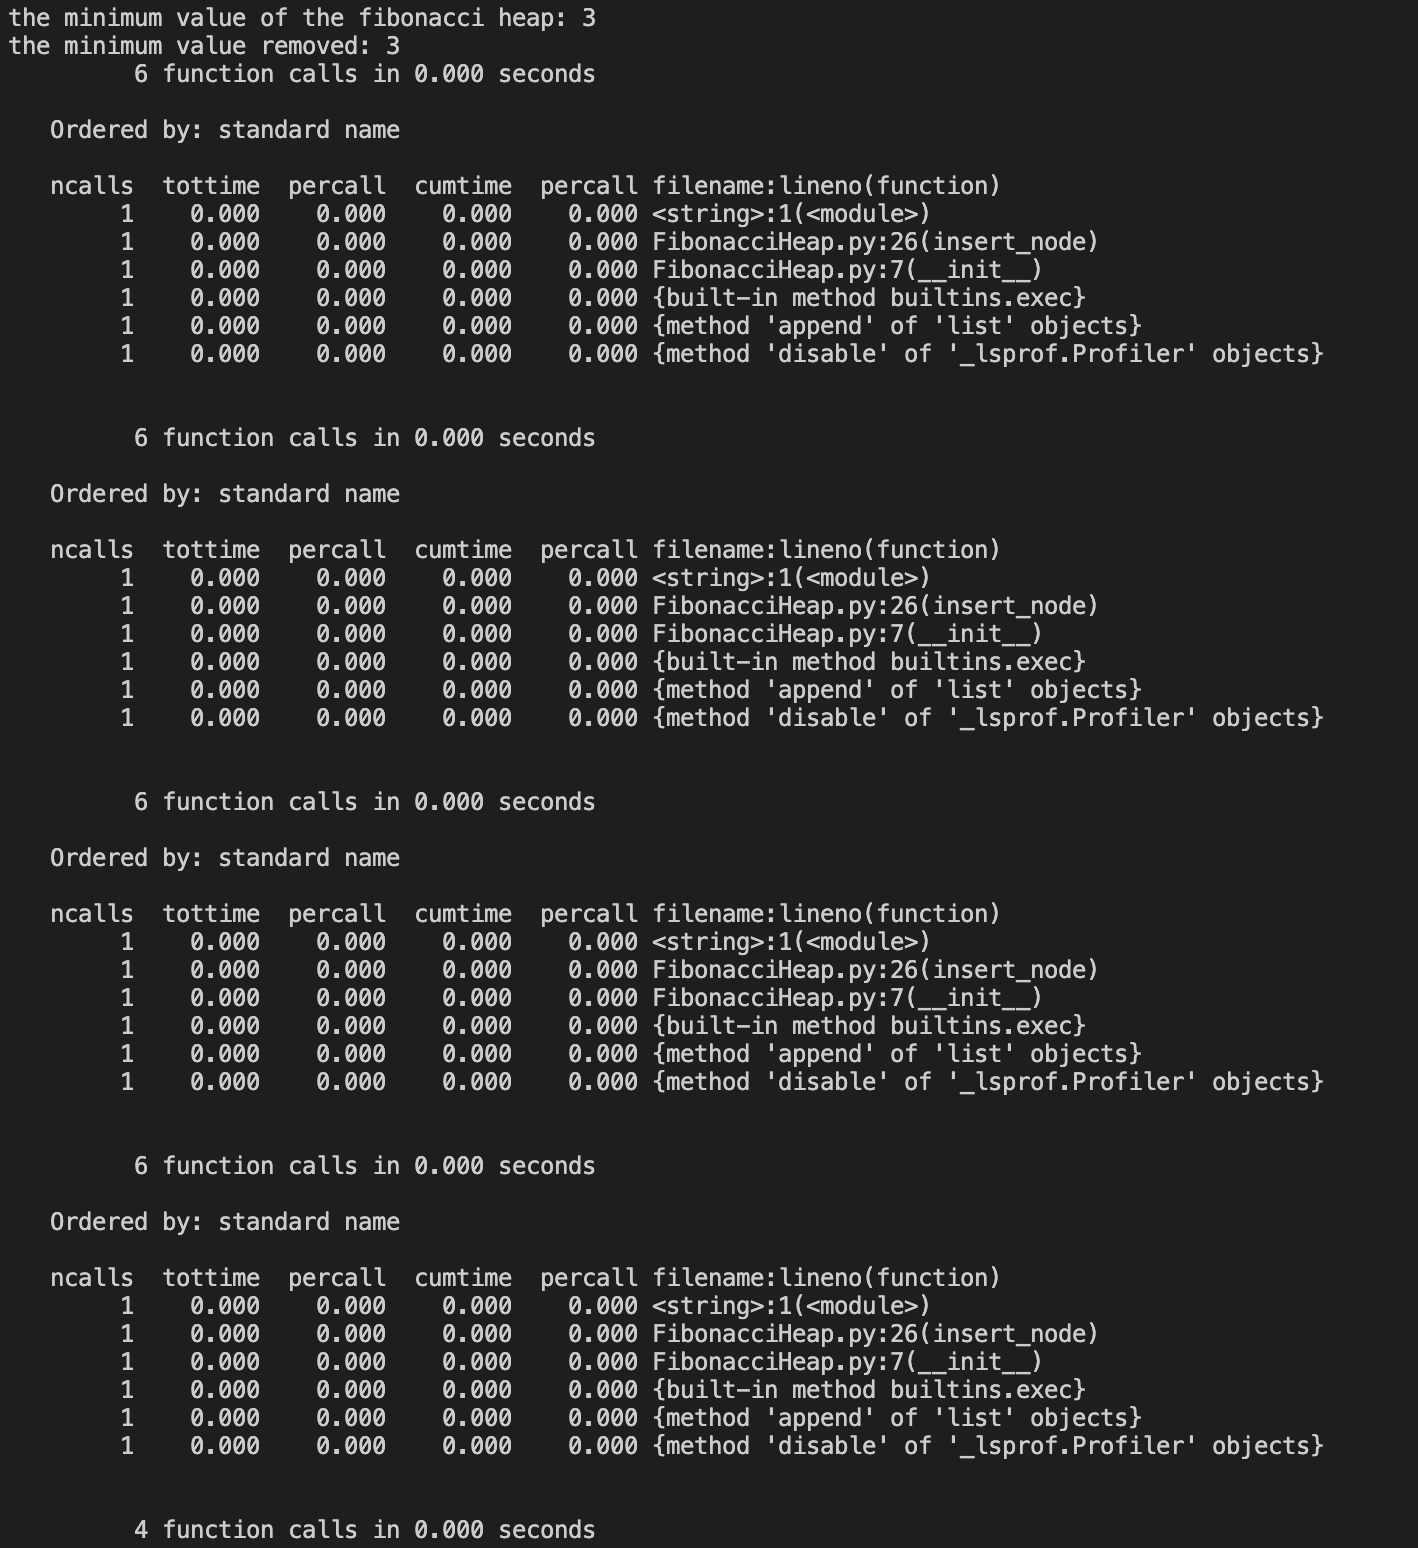 the minimum value of the fibonacci heap: 3
the minimum value removed: 3
         6 function calls in 0.000 seconds

   Ordered by: standard name

   ncalls  tottime  percall  cumtime  percall filename:lineno(function)
        1    0.000    0.000    0.000    0.000 <string>:1(<module>)
        1    0.000    0.000    0.000    0.000 FibonacciHeap.py:26(insert_node)
        1    0.000    0.000    0.000    0.000 FibonacciHeap.py:7(__init__)
        1    0.000    0.000    0.000    0.000 {built-in method builtins.exec}
        1    0.000    0.000    0.000    0.000 {method 'append' of 'list' objects}
        1    0.000    0.000    0.000    0.000 {method 'disable' of '_lsprof.Profiler' objects}


         6 function calls in 0.000 seconds

   Ordered by: standard name

   ncalls  tottime  percall  cumtime  percall filename:lineno(function)
        1    0.000    0.000    0.000    0.000 <string>:1(<module>)
        1    0.000    0.000    0.000    0.000 FibonacciHeap.py:26(insert_node)
        1    0.000    0.000    0.000    0.000 FibonacciHeap.py:7(__init__)
        1    0.000    0.000    0.000    0.000 {built-in method builtins.exec}
        1    0.000    0.000    0.000    0.000 {method 'append' of 'list' objects}
        1    0.000    0.000    0.000    0.000 {method 'disable' of '_lsprof.Profiler' objects}


         6 function calls in 0.000 seconds

   Ordered by: standard name

   ncalls  tottime  percall  cumtime  percall filename:lineno(function)
        1    0.000    0.000    0.000    0.000 <string>:1(<module>)
        1    0.000    0.000    0.000    0.000 FibonacciHeap.py:26(insert_node)
        1    0.000    0.000    0.000    0.000 FibonacciHeap.py:7(__init__)
        1    0.000    0.000    0.000    0.000 {built-in method builtins.exec}
        1    0.000    0.000    0.000    0.000 {method 'append' of 'list' objects}
        1    0.000    0.000    0.000    0.000 {method 'disable' of '_lsprof.Profiler' objects}


         6 function calls in 0.000 seconds

   Ordered by: standard name

   ncalls  tottime  percall  cumtime  percall filename:lineno(function)
        1    0.000    0.000    0.000    0.000 <string>:1(<module>)
        1    0.000    0.000    0.000    0.000 FibonacciHeap.py:26(insert_node)
        1    0.000    0.000    0.000    0.000 FibonacciHeap.py:7(__init__)
        1    0.000    0.000    0.000    0.000 {built-in method builtins.exec}
        1    0.000    0.000    0.000    0.000 {method 'append' of 'list' objects}
        1    0.000    0.000    0.000    0.000 {method 'disable' of '_lsprof.Profiler' objects}


         4 function calls in 0.000 seconds